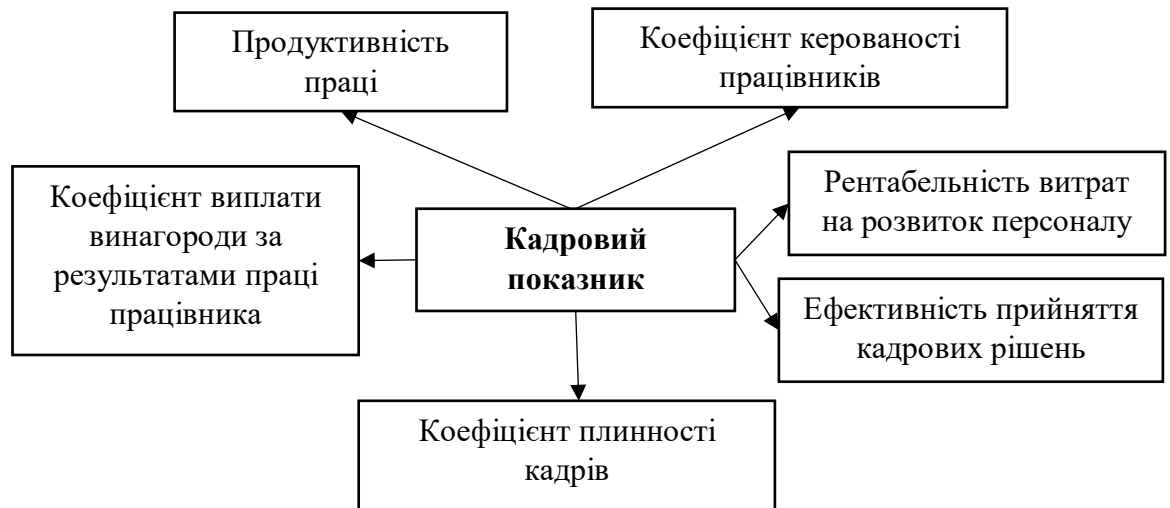 Продуктивність
праці
Коефіцієнт керованості
працівників
Коефіцієнт виплати
винагороди за
результатами праці
працівника
Кадровий
показник
Рентабельність витрат
на розвиток персоналу
Ефективність прийняття
кадрових рішень
Коефіцієнт плинності
кадрів